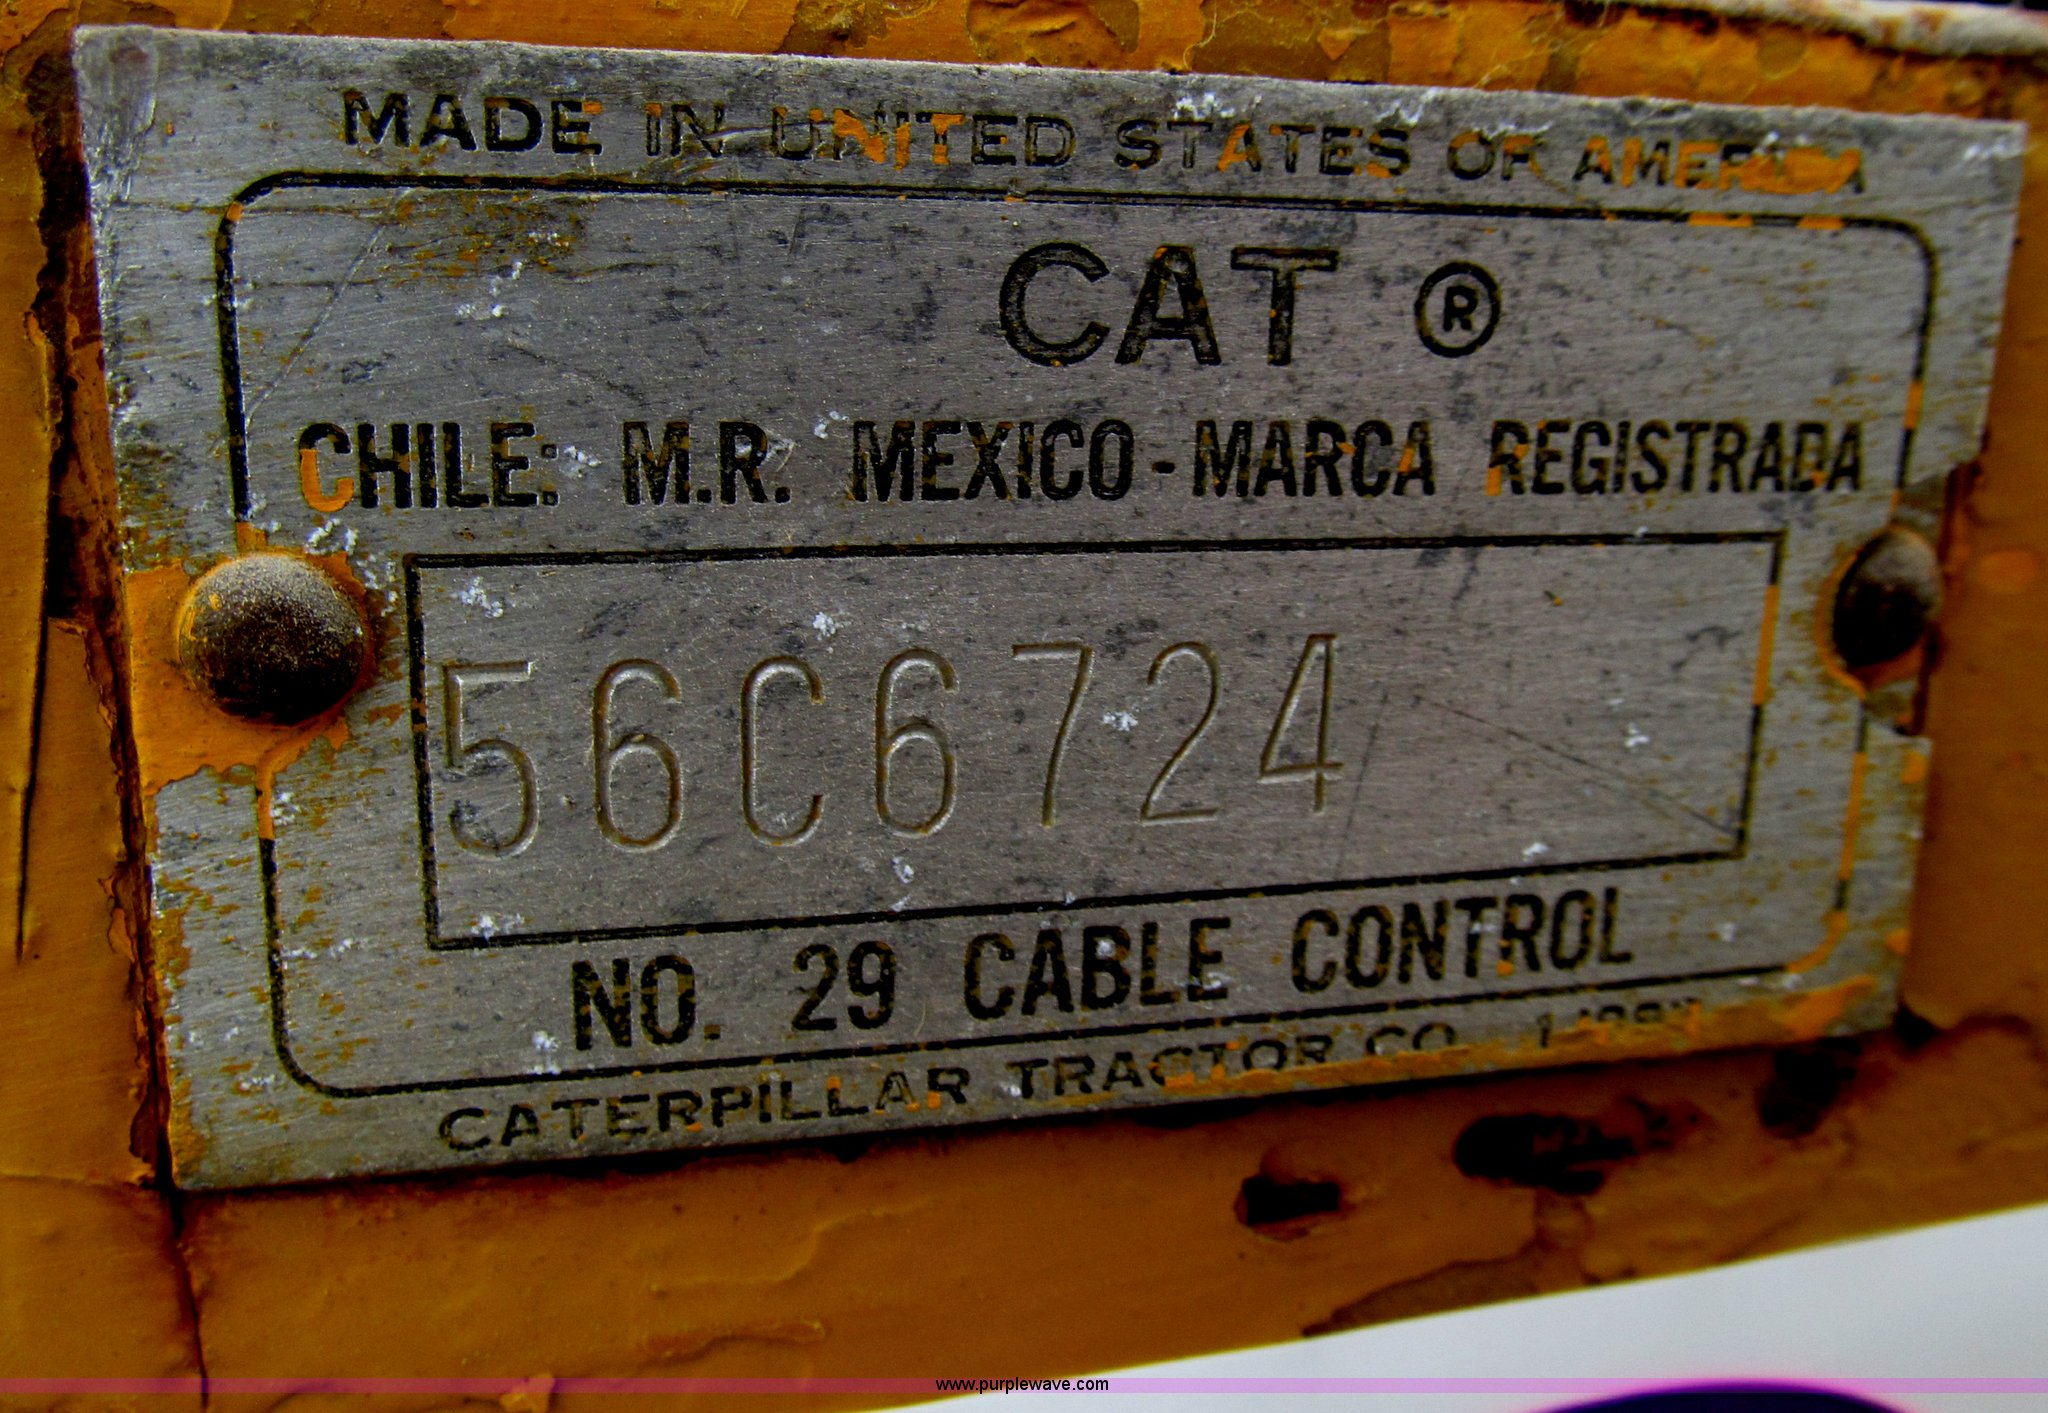 MADE IN UNITED STATES OF AMERICA
CAT ®
CHILE: M.R. MEXICO-MARCA REGISTRADA
56C6724
NO. 29 CABLE CONTROL
CATERPILLAR TRACTOR CO.
www.purplewave.com